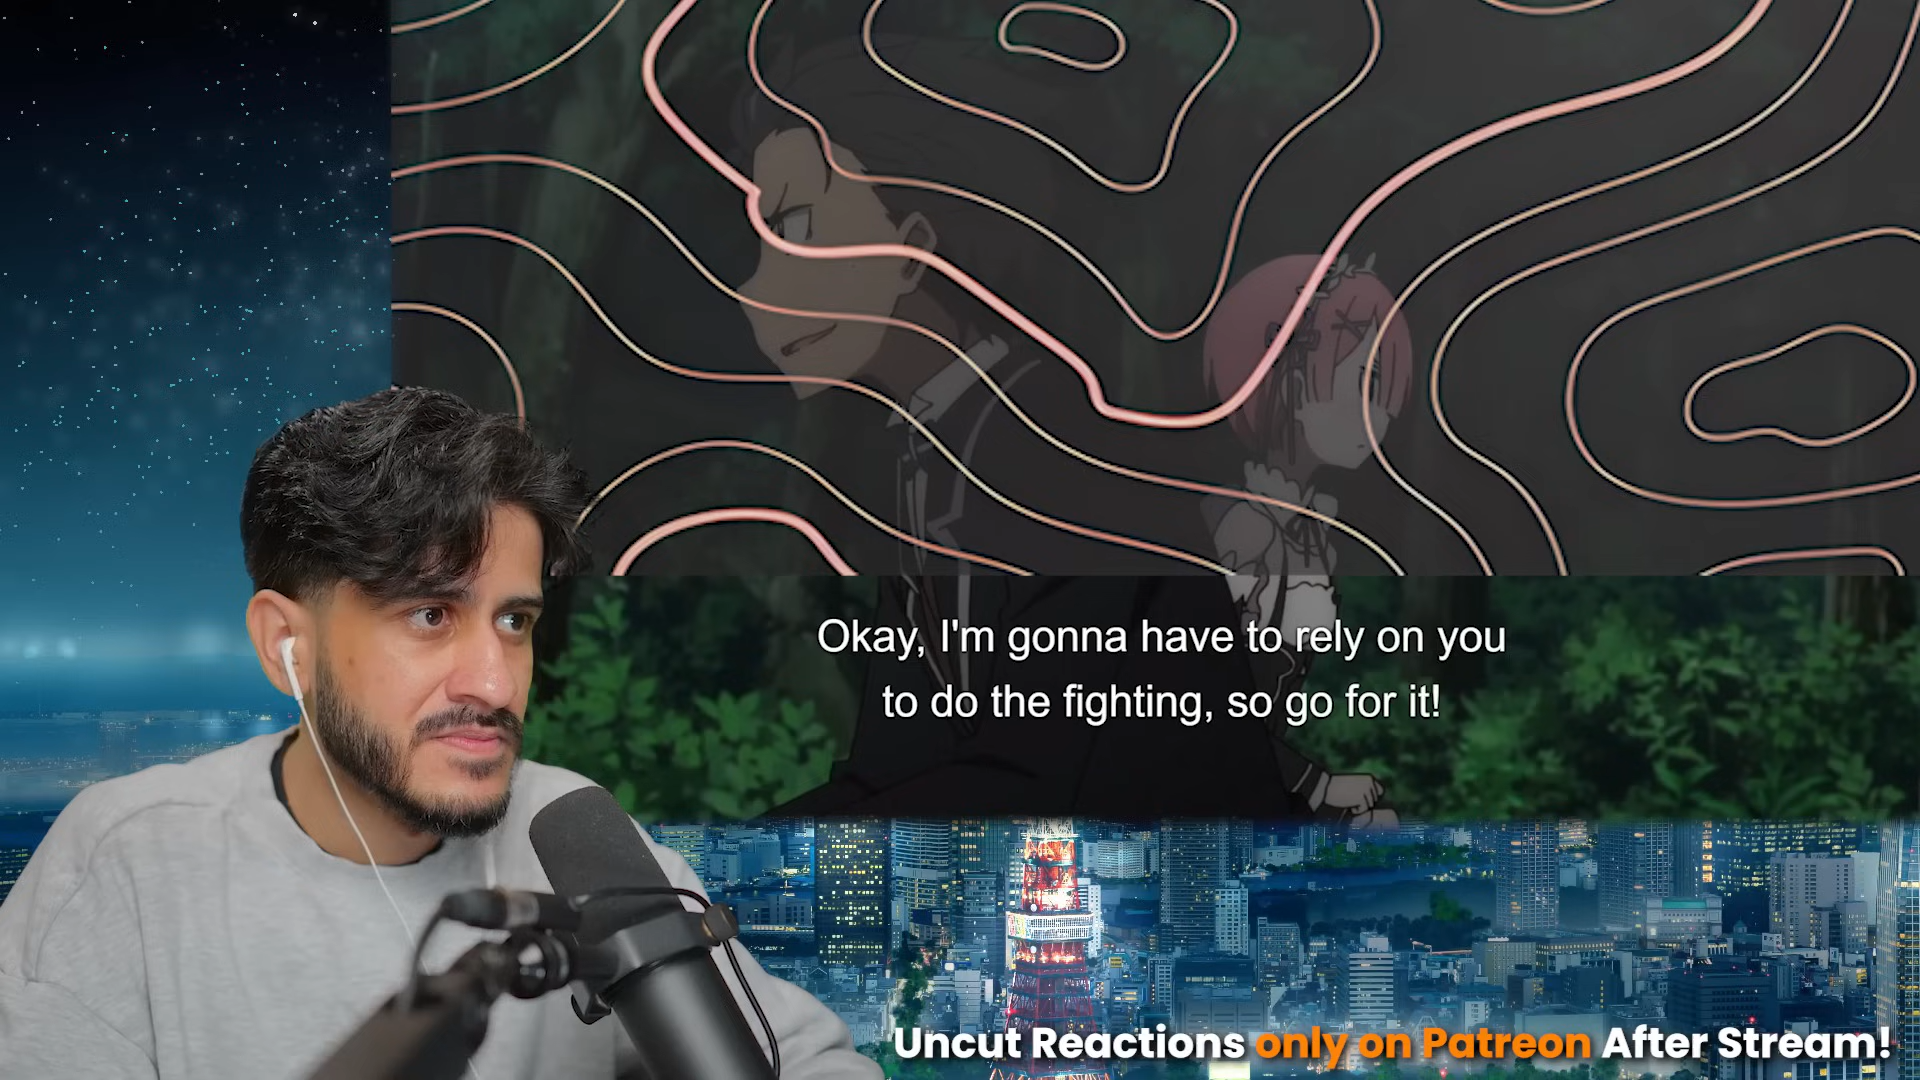 Okay, I'm gonna have to rely on you
to do the fighting, so go for it!
Uncut Reactions only on Patreon After Stream!